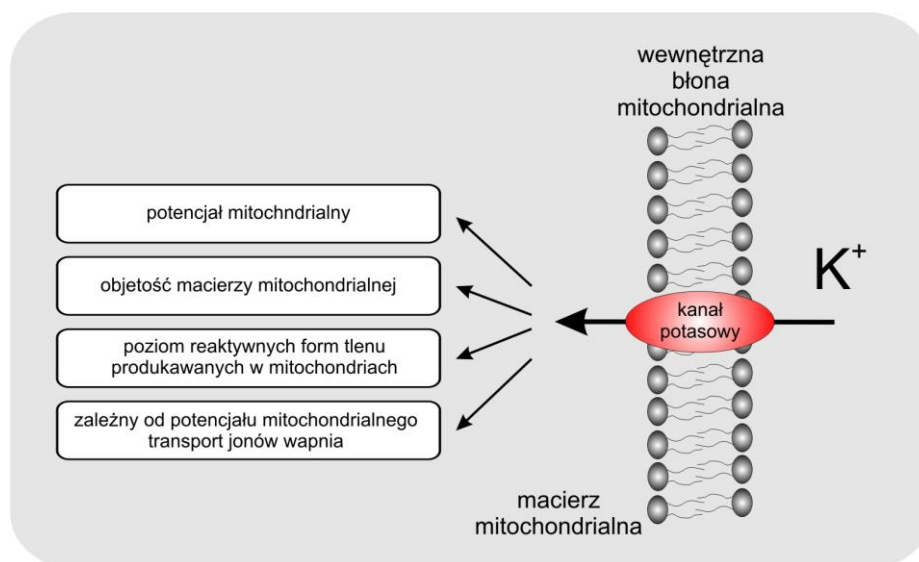 wewnętrzna
błona
mitochondrialna
potencjał mitochndrialny
objetość macierzy mitochondrialnej
poziom reaktywnych form tlenu
produkawanych w mitochondriach
zależny od potencjału mitochondrialnego
transport jonów wapnia
K⁺
kanał
potasowy
macierz
mitochondrialna